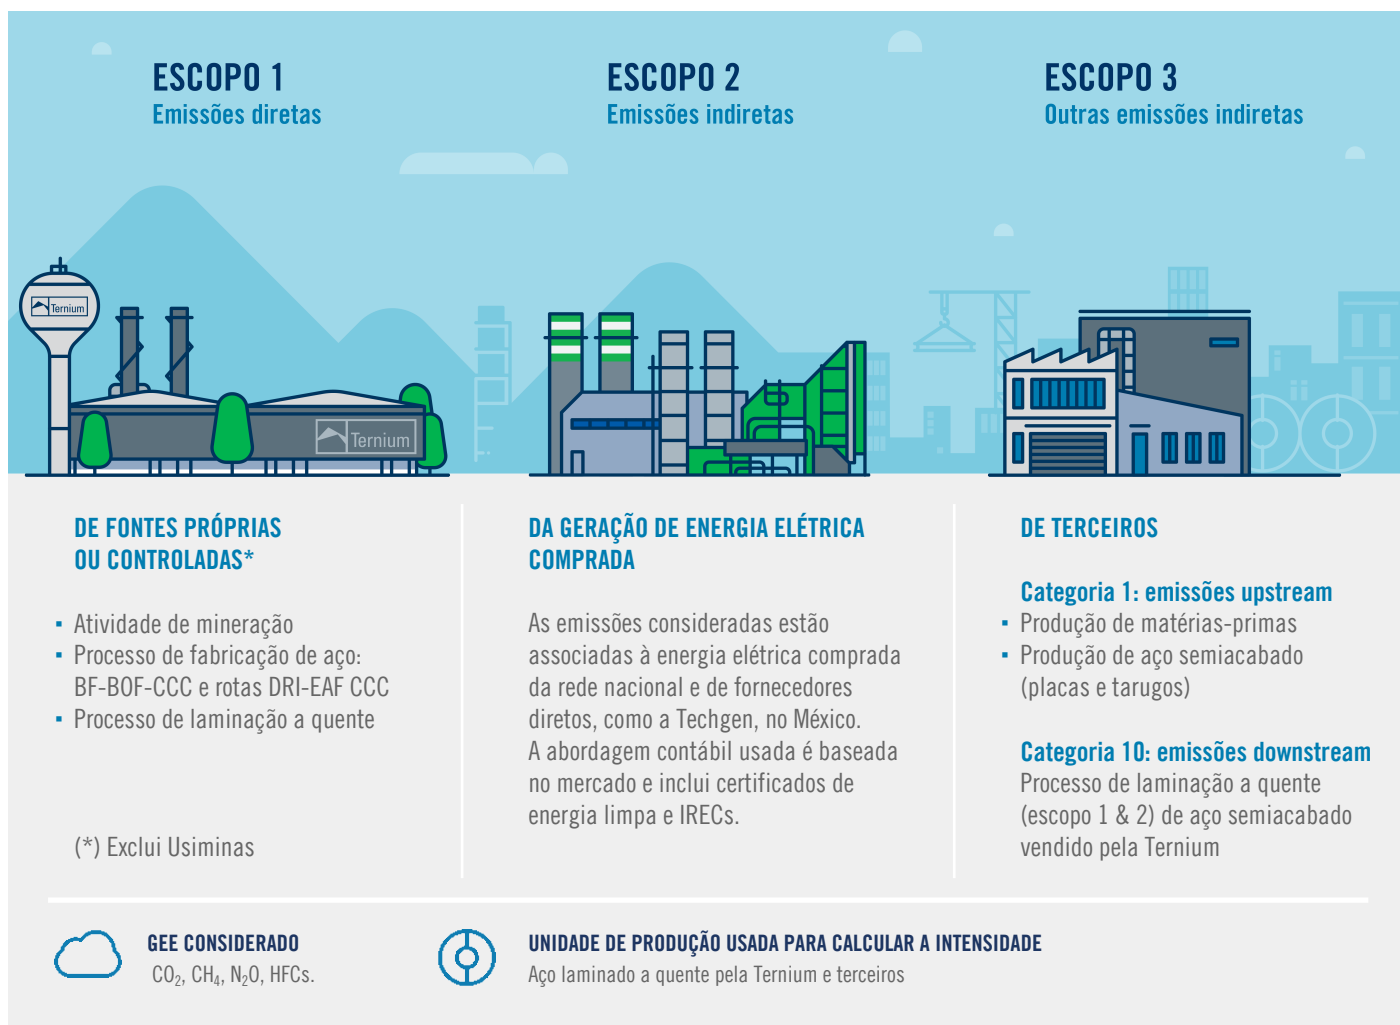 ESCOPO 1
Emissões diretas
ESCOPO 2
Emissões indiretas
ESCOPO 3
Outras emissões indiretas
Ternium
Ternium
DE FONTES PRÓPRIAS
OU CONTROLADAS*
▪ Atividade de mineração
▪ Processo de fabricação de aço:
BF-BOF-CCC e rotas DRI-EAF CCC
▪ Processo de laminação a quente
(*) Exclui Usiminas
DA GERAÇÃO DE ENERGIA ELÉTRICA
COMPRADA
As emissões consideradas estão
associadas à energia elétrica comprada
da rede nacional e de fornecedores
diretos, como a Techgen, no México.
A abordagem contábil usada é baseada
no mercado e inclui certificados de
energia limpa e IRECs.
DE TERCEIROS
Categoria 1: emissões upstream
▪ Produção de matérias-primas
▪ Produção de aço semiacabado
(placas e tarugos)
Categoria 10: emissões downstream
Processo de laminação a quente
(escopo 1 & 2) de aço semiacabado
vendido pela Ternium
GEE CONSIDERADO
CO₂, CH₄, N₂O, HFCs.
UNIDADE DE PRODUÇÃO USADA PARA CALCULAR A INTENSIDADE
Aço laminado a quente pela Ternium e terceiros